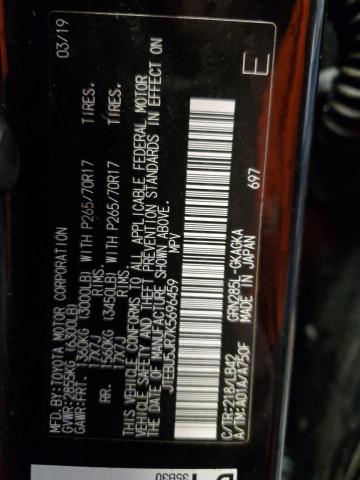 MFD.BY:TOYOTA MOTOR CORPORATION 03/19
GVWR:2855KG
GAWR:FRT. 1360KG (3000LB) WITH P265/70R17 TIRES.
17X7J RIMS.
RR. 1560KG (3450LB) WITH P265/70R17 TIRES.
17X7J RIMS.
THIS VEHICLE CONFORMS TO ALL APPLICABLE FEDERAL MOTOR
VEHICLE SAFETY AND THEFT PREVENTION STANDARDS IN EFFECT ON
THE DATE OF MANUFACTURE SHOWN ABOVE.
JTEBU5JR7K5696459 MPV
C/TR:218/LB42 GRN285L-GKAGKA 697
A/TM:A01A/A750F MADE IN JAPAN
E
35B30